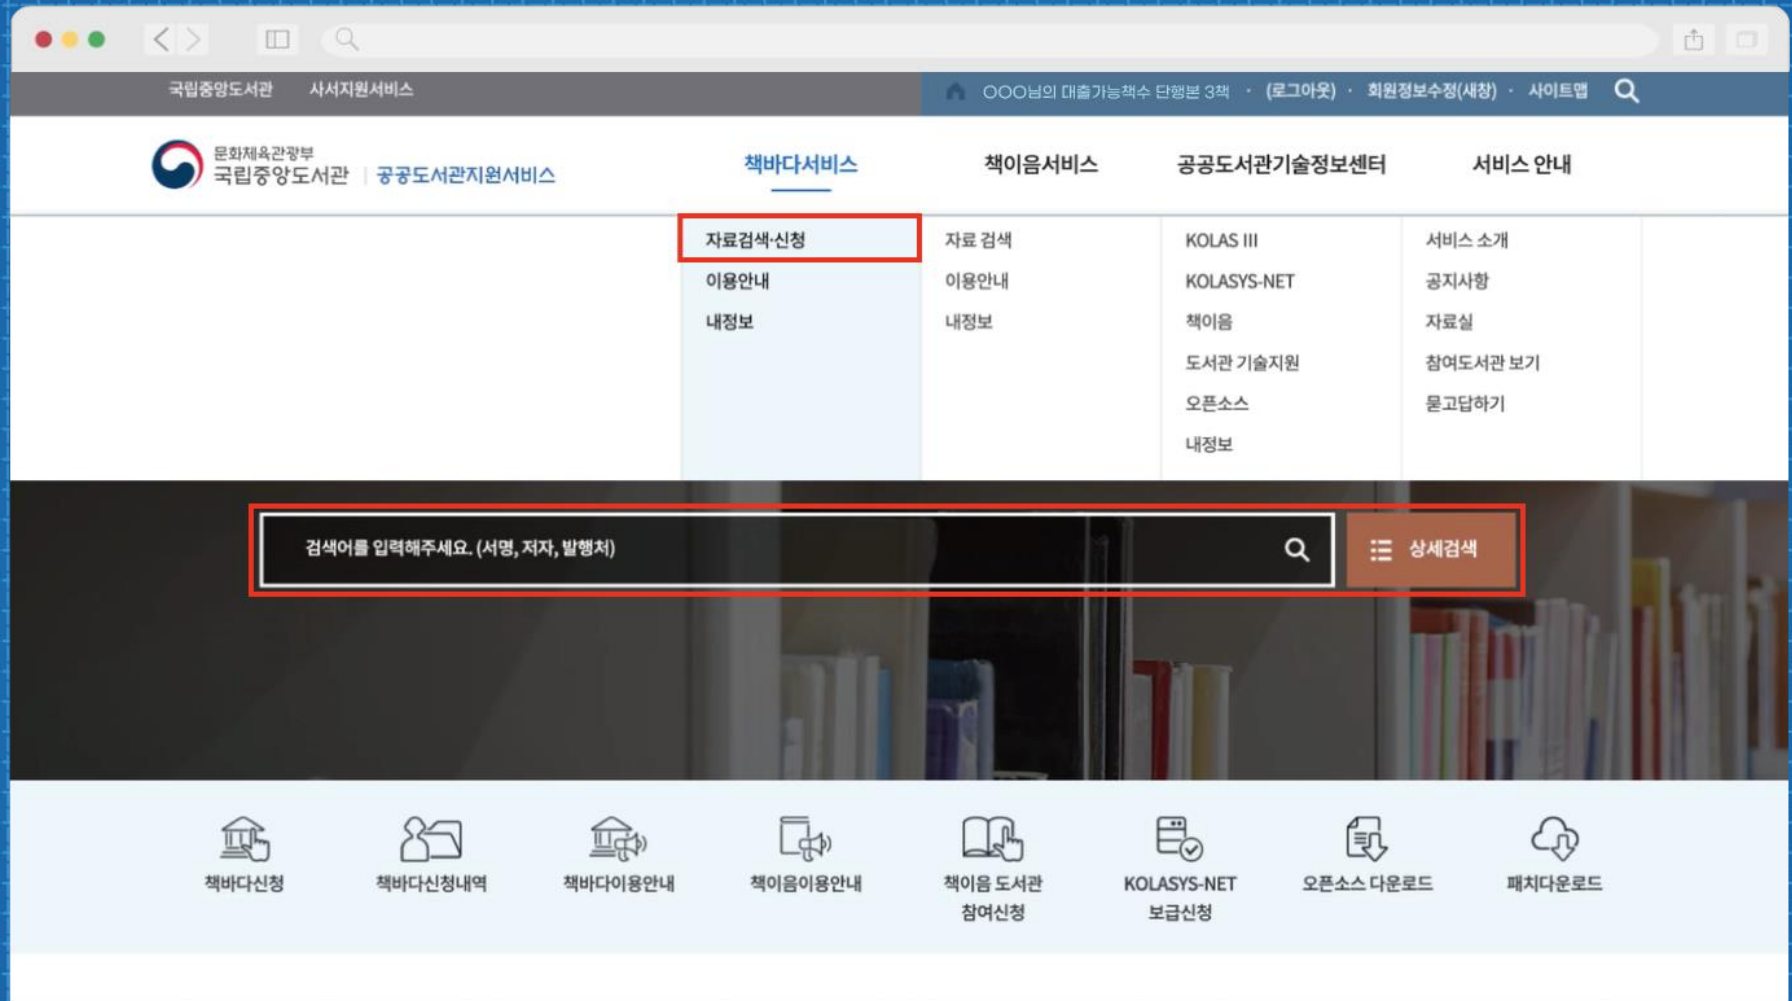 국립중앙도서관 사서지원서비스 OOO님의 대출가능책수 단행본 3책 · (로그아웃) · 회원정보수정(새창) · 사이트맵
문화체육관광부
국립중앙도서관 | 공공도서관지원서비스
책바다서비스 책이음서비스 공공도서관기술정보센터 서비스 안내
자료검색·신청 자료 검색 KOLAS III 서비스 소개
이용안내 이용안내 KOLASYS-NET 공지사항
내정보 내정보 책이음 자료실
도서관 기술지원 참여도서관 보기
오픈소스 묻고답하기
내정보
검색어를 입력해주세요. (서명, 저자, 발행처) 상세검색
책바다신청 책바다신청내역 책바다이용안내 책이음이용안내 책이음 도서관 KOLASYS-NET 오픈소스 다운로드 패치다운로드
참여신청 보급신청